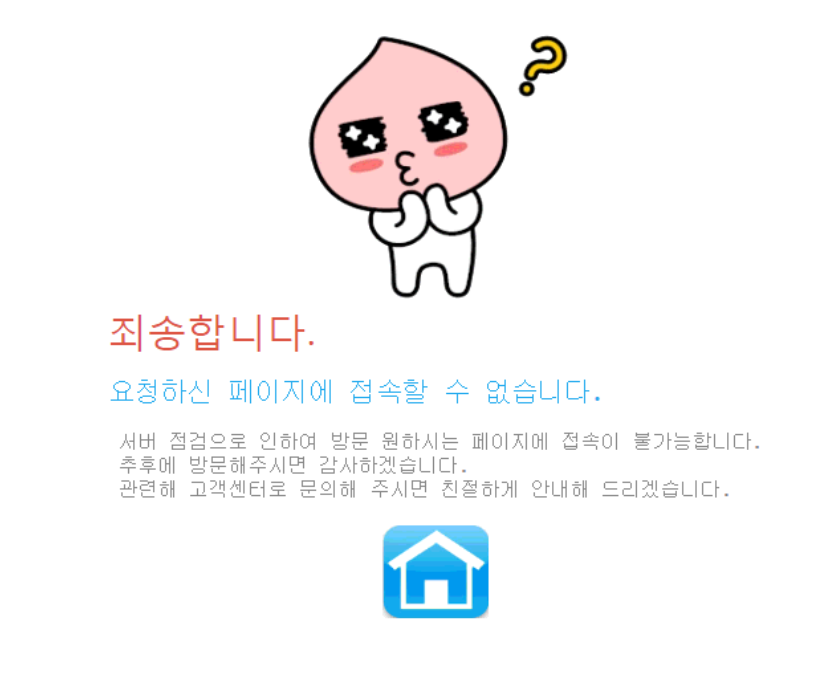 죄송합니다.
요청하신 페이지에 접속할 수 없습니다.
서버 점검으로 인하여 방문 원하시는 페이지에 접속이 불가능합니다.
추후에 방문해주시면 감사하겠습니다.
관련해 고객센터로 문의해 주시면 친절하게 안내해 드리겠습니다.